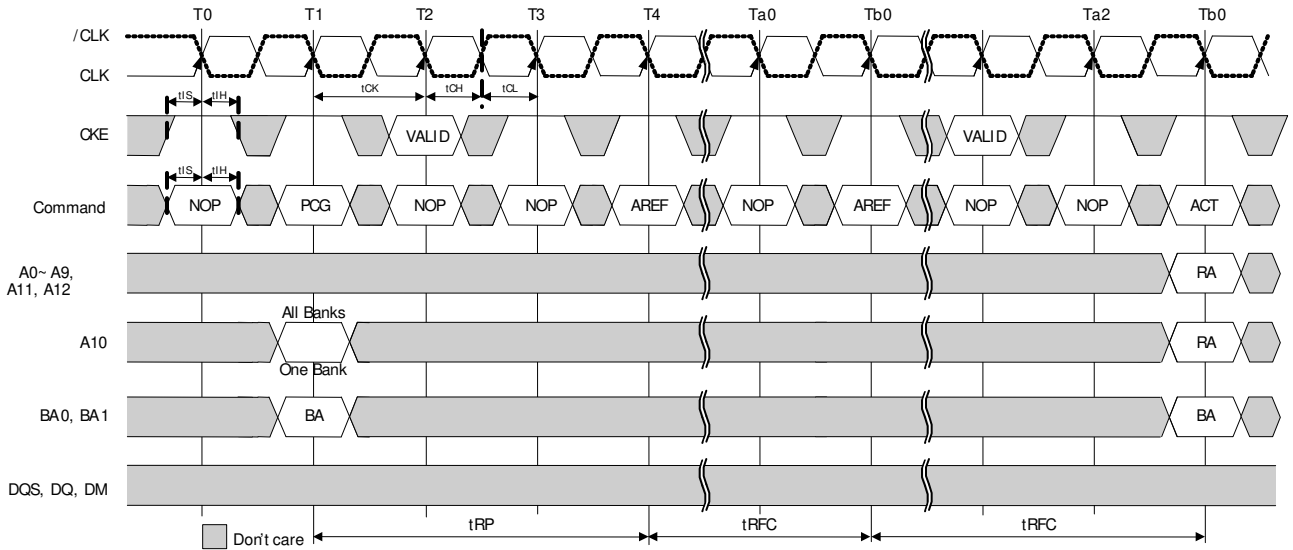 T0 T1 T2 T3 T4 Ta0 Tb0 Ta2 Tb0
/CLK
CLK
tCK tCH tCL
tIS tIH
CKE VALID VALID
tIS tIH
Command NOP PCG NOP NOP AREF NOP AREF NOP NOP ACT
A0~ A9,
A11, A12
RA
All Banks
A10 RA
One Bank
BA0, BA1 BA BA
DQS, DQ, DM
Don't care
tRP tRFC tRFC